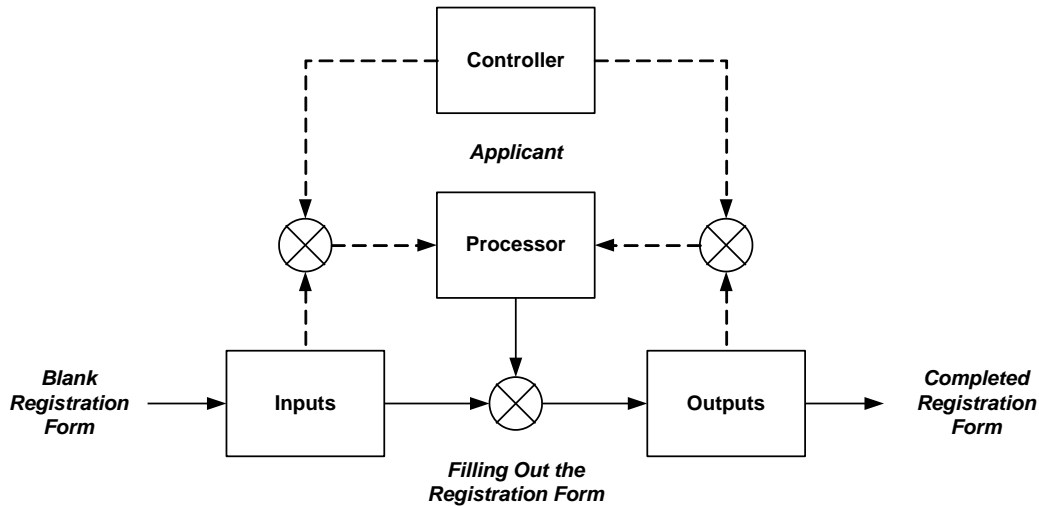 Controller
Applicant
Processor
Blank
Registration
Form
Inputs
Outputs
Completed
Registration
Form
Filling Out the
Registration Form